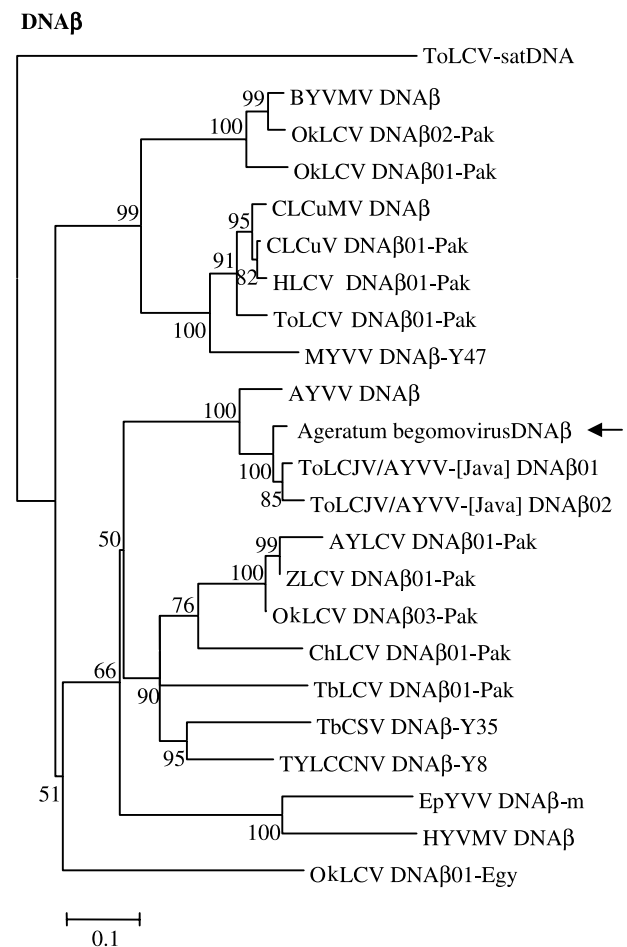 DNAβ
ToLCV-satDNA
99 BYVMV DNAβ
100 OkLCV DNAβ02-Pak
OkLCV DNAβ01-Pak
99
95 CLCuMV DNAβ
CLCuV DNAβ01-Pak
91
82 HLCV DNAβ01-Pak
ToLCV DNAβ01-Pak
100
MYVV DNAβ-Y47
AYVV DNAβ
100
Ageratum begomovirusDNAβ
100 ToLCJV/AYVV-[Java] DNAβ01
85 ToLCJV/AYVV-[Java] DNAβ02
50
99 AYLCV DNAβ01-Pak
100 ZLCV DNAβ01-Pak
76 OkLCV DNAβ03-Pak
ChLCV DNAβ01-Pak
66
90 TbLCV DNAβ01-Pak
TbCSV DNAβ-Y35
95 TYLCCNV DNAβ-Y8
51 EpYVV DNAβ-m
100 HYVMV DNAβ
OkLCV DNAβ01-Egy
0.1